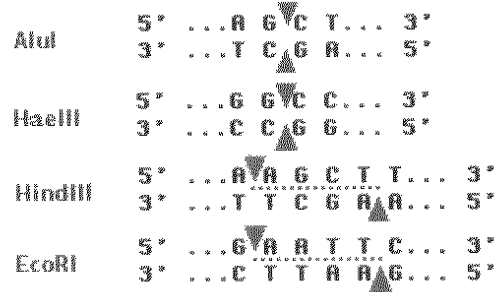 AluI
5' ...A G C T... 3'
3' ...T C G A... 5'
HaeIII
5' ...G G C C... 3'
3' ...C C G G... 5'
HindIII
5' ...A A G C T T... 3'
3' ...T T C G A A... 5'
EcoRI
5' ...G A A T T C... 3'
3' ...C T T A A G... 5'